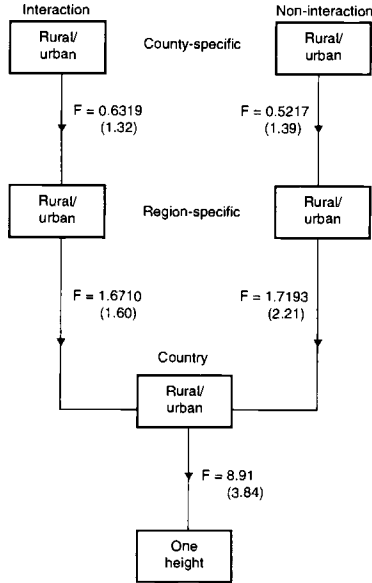 Interaction
Non-interaction
Rural/
urban
County-specific
Rural/
urban
F = 0.6319
(1.32)
F = 0.5217
(1.39)
Rural/
urban
Region-specific
Rural/
urban
F = 1.6710
(1.60)
F = 1.7193
(2.21)
Country
Rural/
urban
F = 8.91
(3.84)
One
height